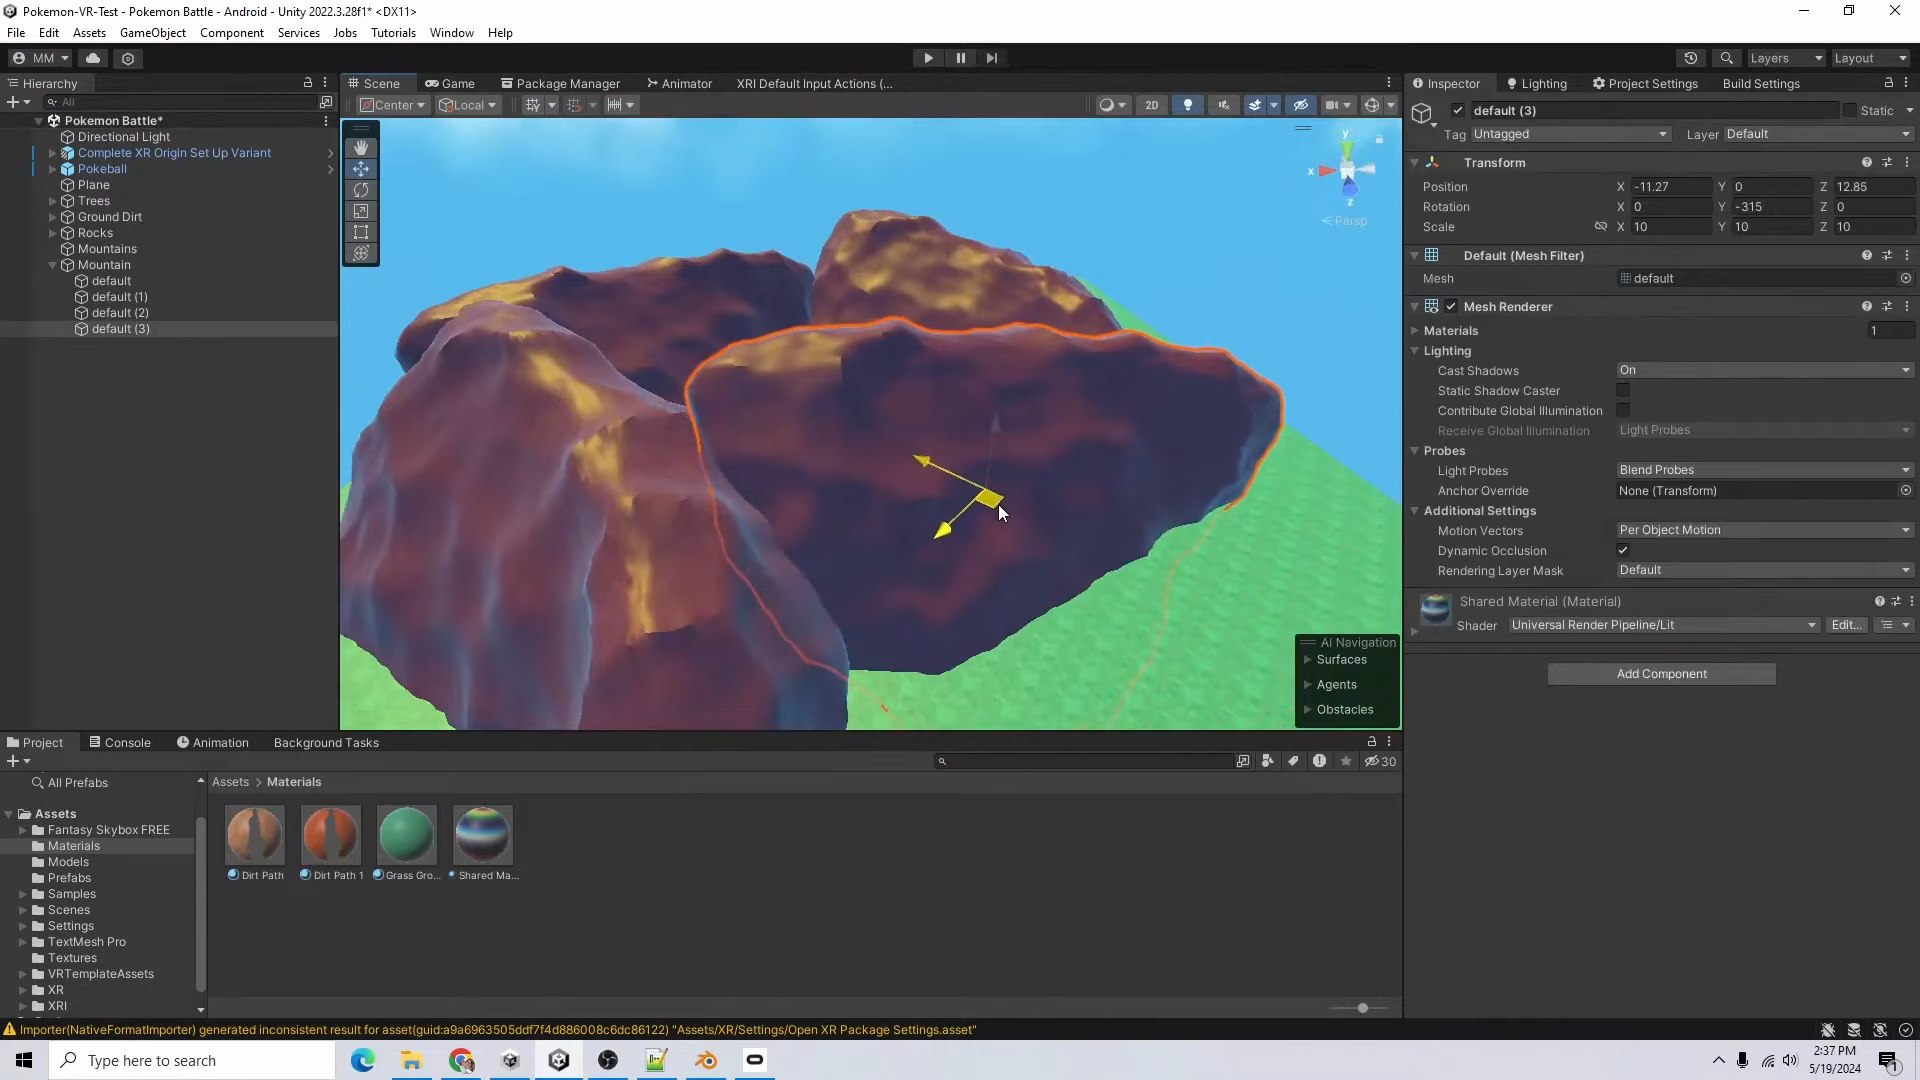 Pokemon-VR-Test - Pokemon Battle - Android - Unity 2022.3.28f1* <DX11>
File Edit Assets GameObject Component Services Jobs Tutorials Window Help
MM Layers Layout
Hierarchy
All
Pokemon Battle*
Directional Light
Complete XR Origin Set Up Variant
Pokeball
Plane
Trees
Ground Dirt
Rocks
Mountains
Mountain
default
default (1)
default (2)
default (3)
Scene Game Package Manager Animator XRI Default Input Actions (...
Center Local 2D
y
x
z
Persp
AI Navigation
Surfaces
Agents
Obstacles
Inspector Lighting Project Settings Build Settings
default (3) Static
Tag Untagged Layer Default
Transform
Position X -11.27 Y 0 Z 12.85
Rotation X 0 Y -315 Z 0
Scale X 10 Y 10 Z 10
Default (Mesh Filter)
Mesh default
Mesh Renderer
Materials 1
Lighting
Cast Shadows On
Static Shadow Caster
Contribute Global Illumination
Receive Global Illumination Light Probes
Probes
Light Probes Blend Probes
Anchor Override None (Transform)
Additional Settings
Motion Vectors Per Object Motion
Dynamic Occlusion
Rendering Layer Mask Default
Shared Material (Material)
Shader Universal Render Pipeline/Lit Edit...
Add Component
Project Console Animation Background Tasks
30
All Prefabs
Assets
Fantasy Skybox FREE
Materials
Models
Prefabs
Samples
Scenes
Settings
TextMesh Pro
Textures
VRTemplateAssets
XR
XRI
Assets > Materials
Dirt Path Dirt Path 1 Grass Gro... Shared Ma...
Importer(NativeFormatImporter) generated inconsistent result for asset(guid:a9a6963505ddf7f4d886008c6dc86122) "Assets/XR/Settings/Open XR Package Settings.asset"
Type here to search
2:37 PM
5/19/2024
1